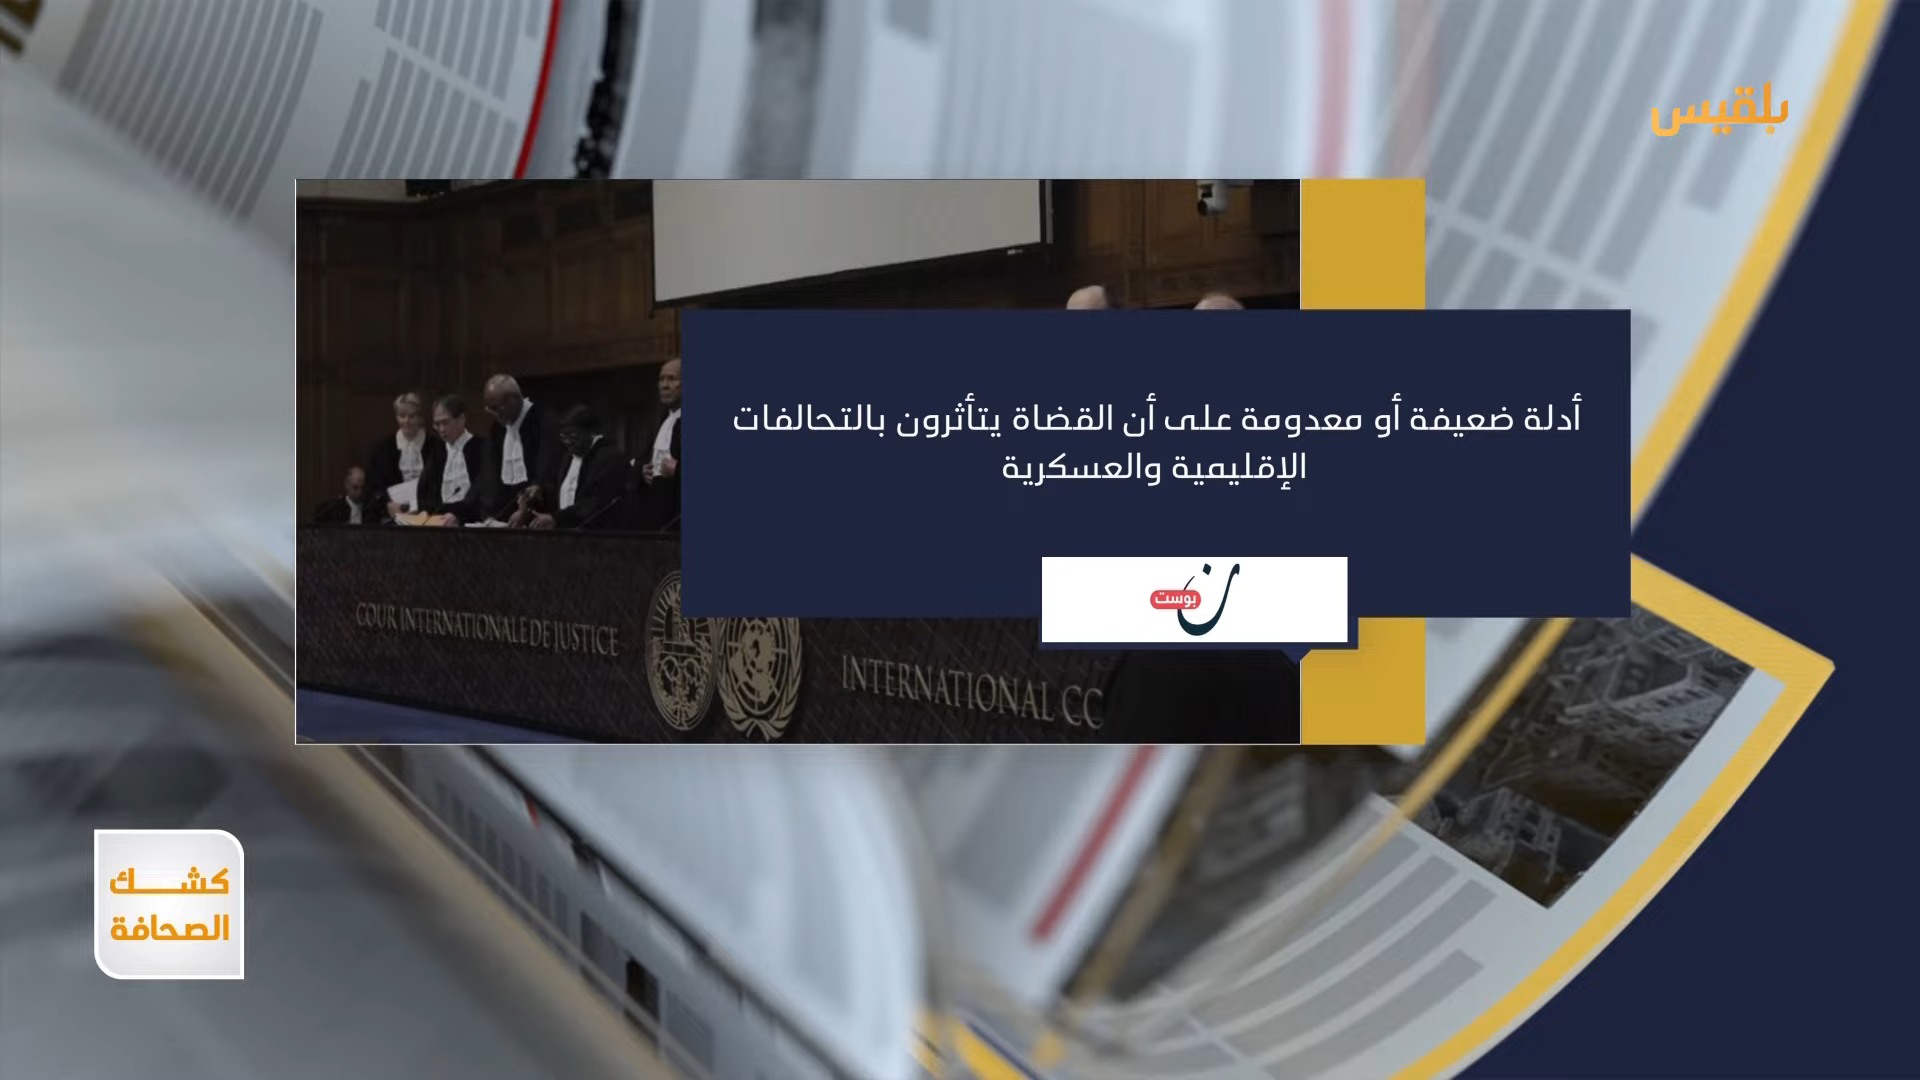 بلقيس
أدلة ضعيفة أو معدومة على أن القضاة يتأثرون بالتحالفات
الإقليمية والعسكرية
ن بوست
COUR INTERNATIONALE DE JUSTICE
INTERNATIONAL CC
كشك
الصحافة